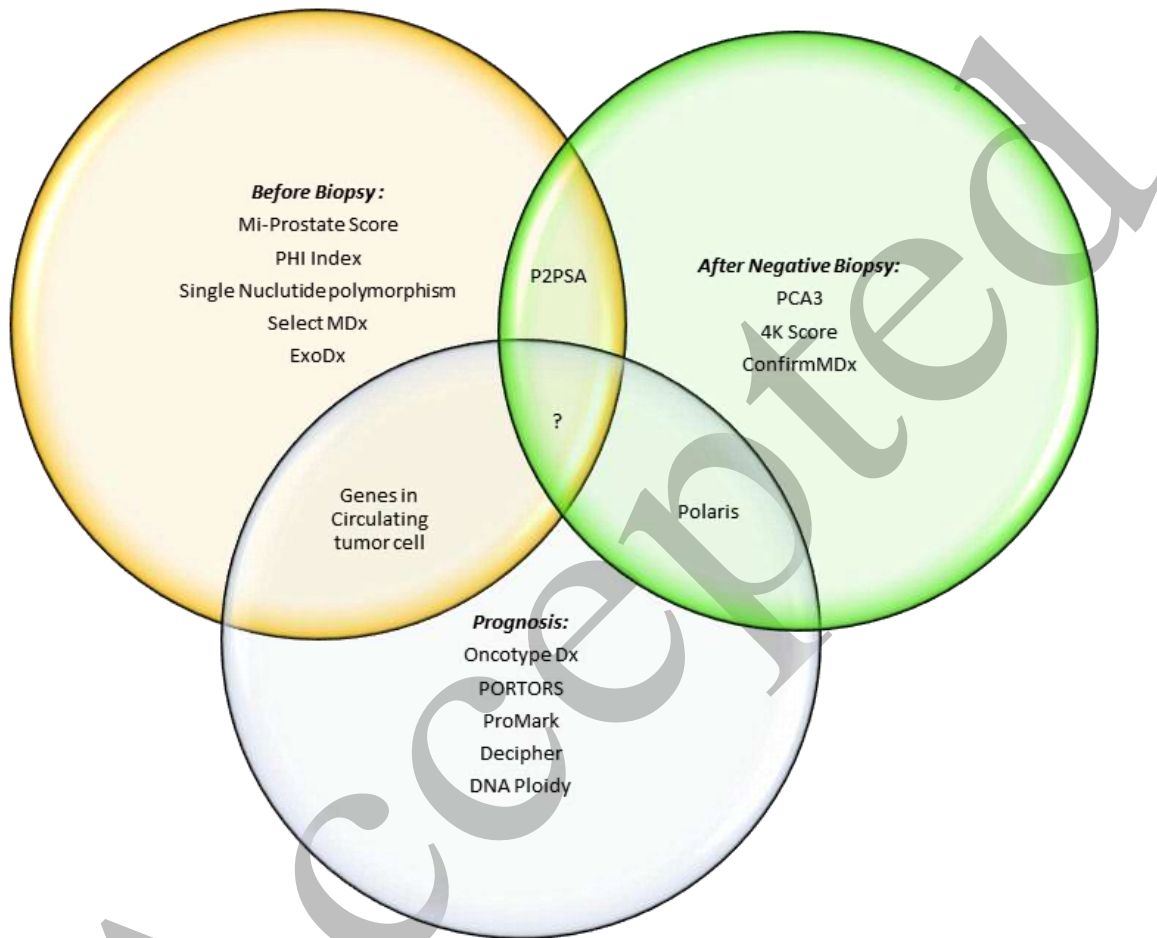 Before Biopsy :
Mi-Prostate Score
PHI Index
Single Nuclutide polymorphism
Select MDx
ExoDx
P2PSA
After Negative Biopsy:
PCA3
4K Score
ConfirmMDx
?
Genes in
Circulating
tumor cell
Polaris
Prognosis:
Oncotype Dx
PORTORS
ProMark
Decipher
DNA Ploidy
Accepted